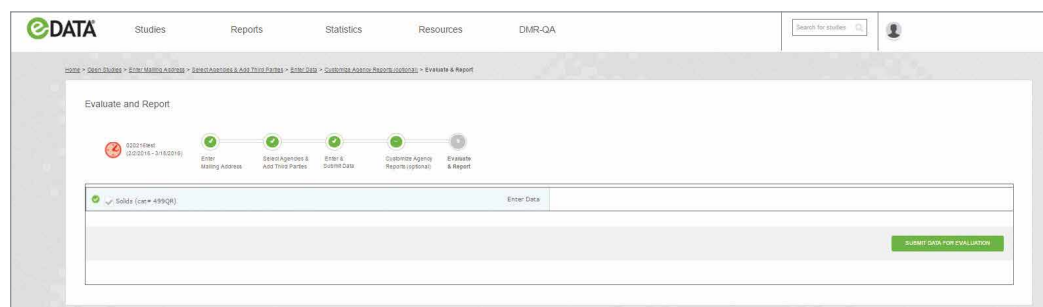 eDATA
Studies Reports Statistics Resources DMR-QA Search for studies
Home > Open Studies > Enter Mailing Address > Select Agencies & Add Third Parties > Enter Data > Customize Agency Reports (optional) > Evaluate & Report
Evaluate and Report
020216test
(2/2/2016 - 3/18/2016)
Enter
Mailing Address
Select Agencies &
Add Third Parties
Enter &
Submit Data
Customize Agency
Reports (optional)
Evaluate
& Report
Solids (cat# 499QR) Enter Data
SUBMIT DATA FOR EVALUATION